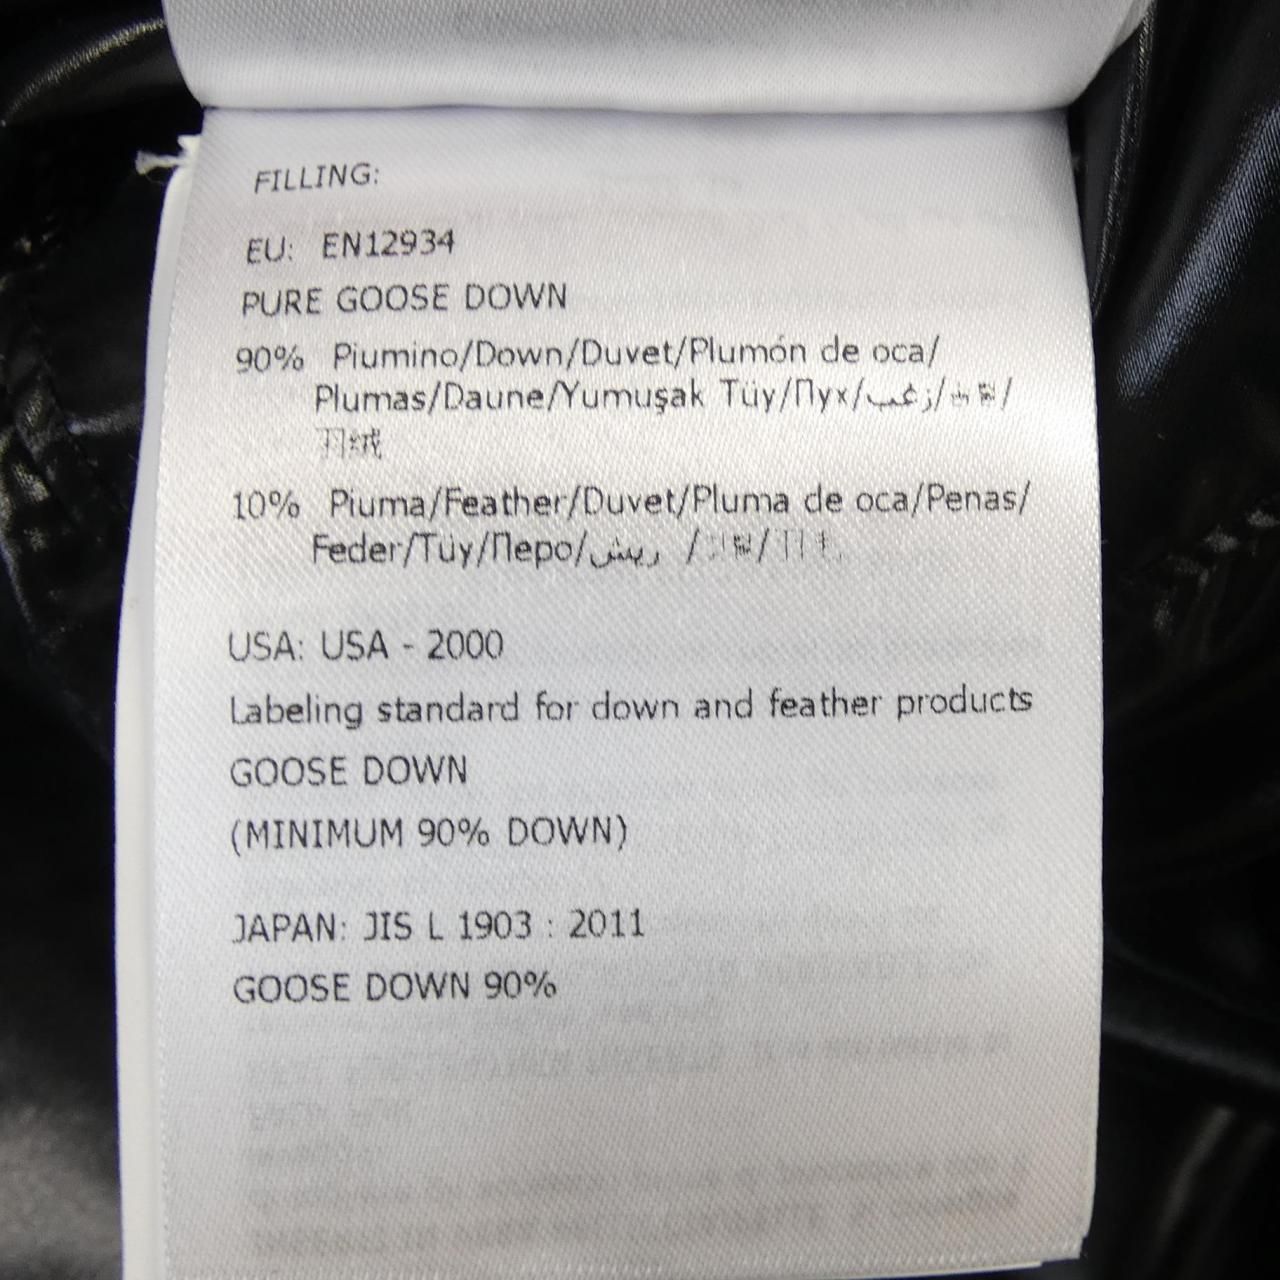 FILLING:
EU: EN12934
PURE GOOSE DOWN
90% Piumino/Down/Duvet/Plumón de oca/
Plumas/Daune/Yumuşak Tüy/Пух/زغب/
羽绒
10% Piuma/Feather/Duvet/Pluma de oca/Penas/
Feder/Tüy/Перо/ريش /
USA: USA - 2000
Labeling standard for down and feather products
GOOSE DOWN
(MINIMUM 90% DOWN)
JAPAN: JIS L 1903 : 2011
GOOSE DOWN 90%